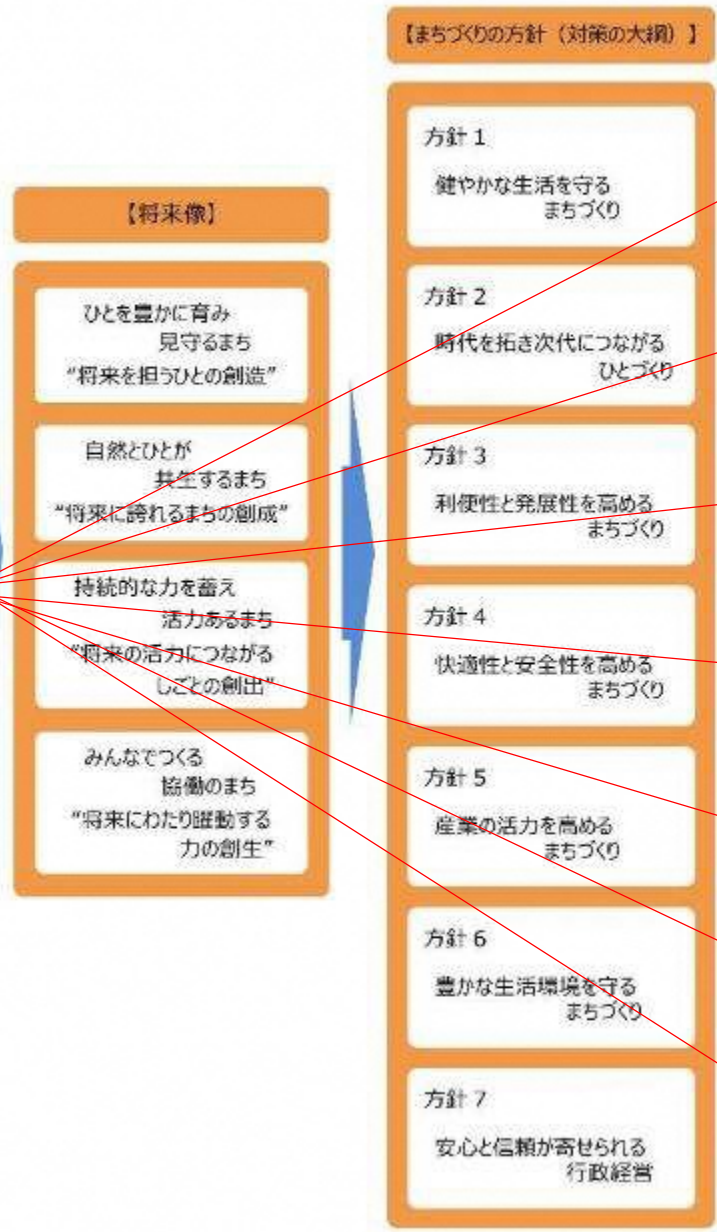 【将来像】
ひとを豊かに育み
見守るまち
“将来を担うひとの創造”
自然とひとが
共生するまち
“将来に誇れるまちの創成”
持続的な力を蓄え
活力あるまち
“将来の活力につながる
しごとの創出”
みんなでつくる
協働のまち
“将来にわたり躍動する
力の創生”
【まちづくりの方針（対策の大綱）】
方針 1
健やかな生活を守る
まちづくり
方針 2
時代を拓き次代につながる
ひとづくり
方針 3
利便性と発展性を高める
まちづくり
方針 4
快適性と安全性を高める
まちづくり
方針 5
産業の活力を高める
まちづくり
方針 6
豊かな生活環境を守る
まちづくり
方針 7
安心と信頼が寄せられる
行政経営